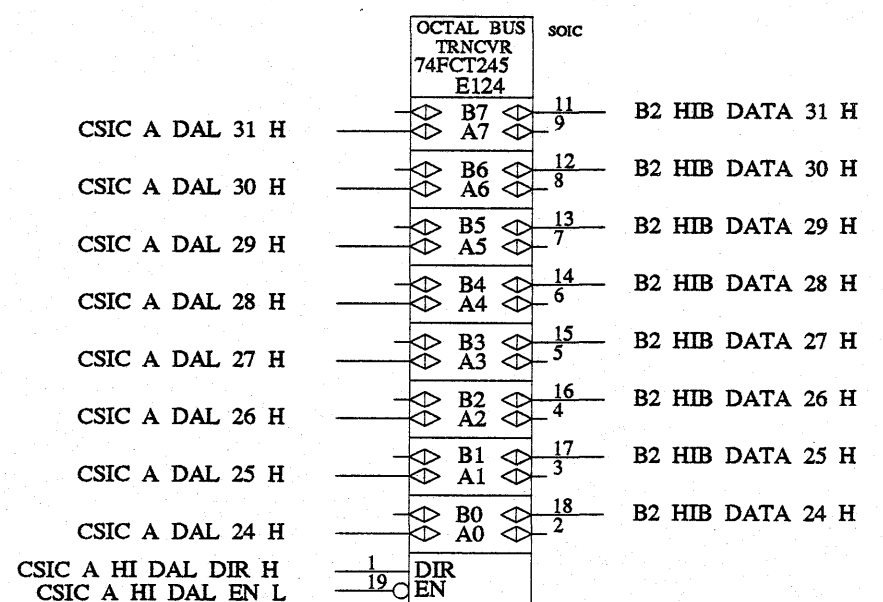 OCTAL BUS SOIC
TRNCVR
74FCT245
E124
B7 11 B2 HIB DATA 31 H
CSIC A DAL 31 H A7 9
B6 12 B2 HIB DATA 30 H
CSIC A DAL 30 H A6 8
B5 13 B2 HIB DATA 29 H
CSIC A DAL 29 H A5 7
B4 14 B2 HIB DATA 28 H
CSIC A DAL 28 H A4 6
B3 15 B2 HIB DATA 27 H
CSIC A DAL 27 H A3 5
B2 16 B2 HIB DATA 26 H
CSIC A DAL 26 H A2 4
B1 17 B2 HIB DATA 25 H
CSIC A DAL 25 H A1 3
B0 18 B2 HIB DATA 24 H
CSIC A DAL 24 H A0 2
CSIC A HI DAL DIR H 1 DIR
CSIC A HI DAL EN L 19 EN